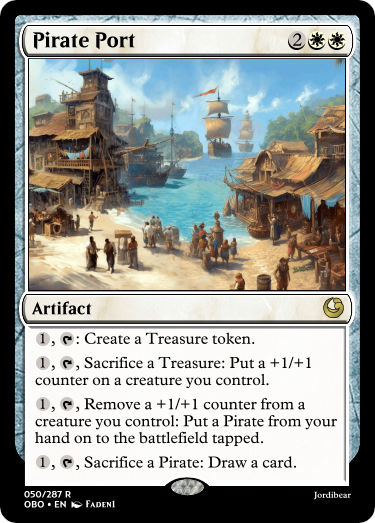 Pirate Port 2
Artifact
1, : Create a Treasure token.
1, , Sacrifice a Treasure: Put a +1/+1
counter on a creature you control.
1, , Remove a +1/+1 counter from a
creature you control: Put a Pirate from your
hand on to the battlefield tapped.
1, , Sacrifice a Pirate: Draw a card.
050/287 R
OBO • EN FADEN1
Jordibear